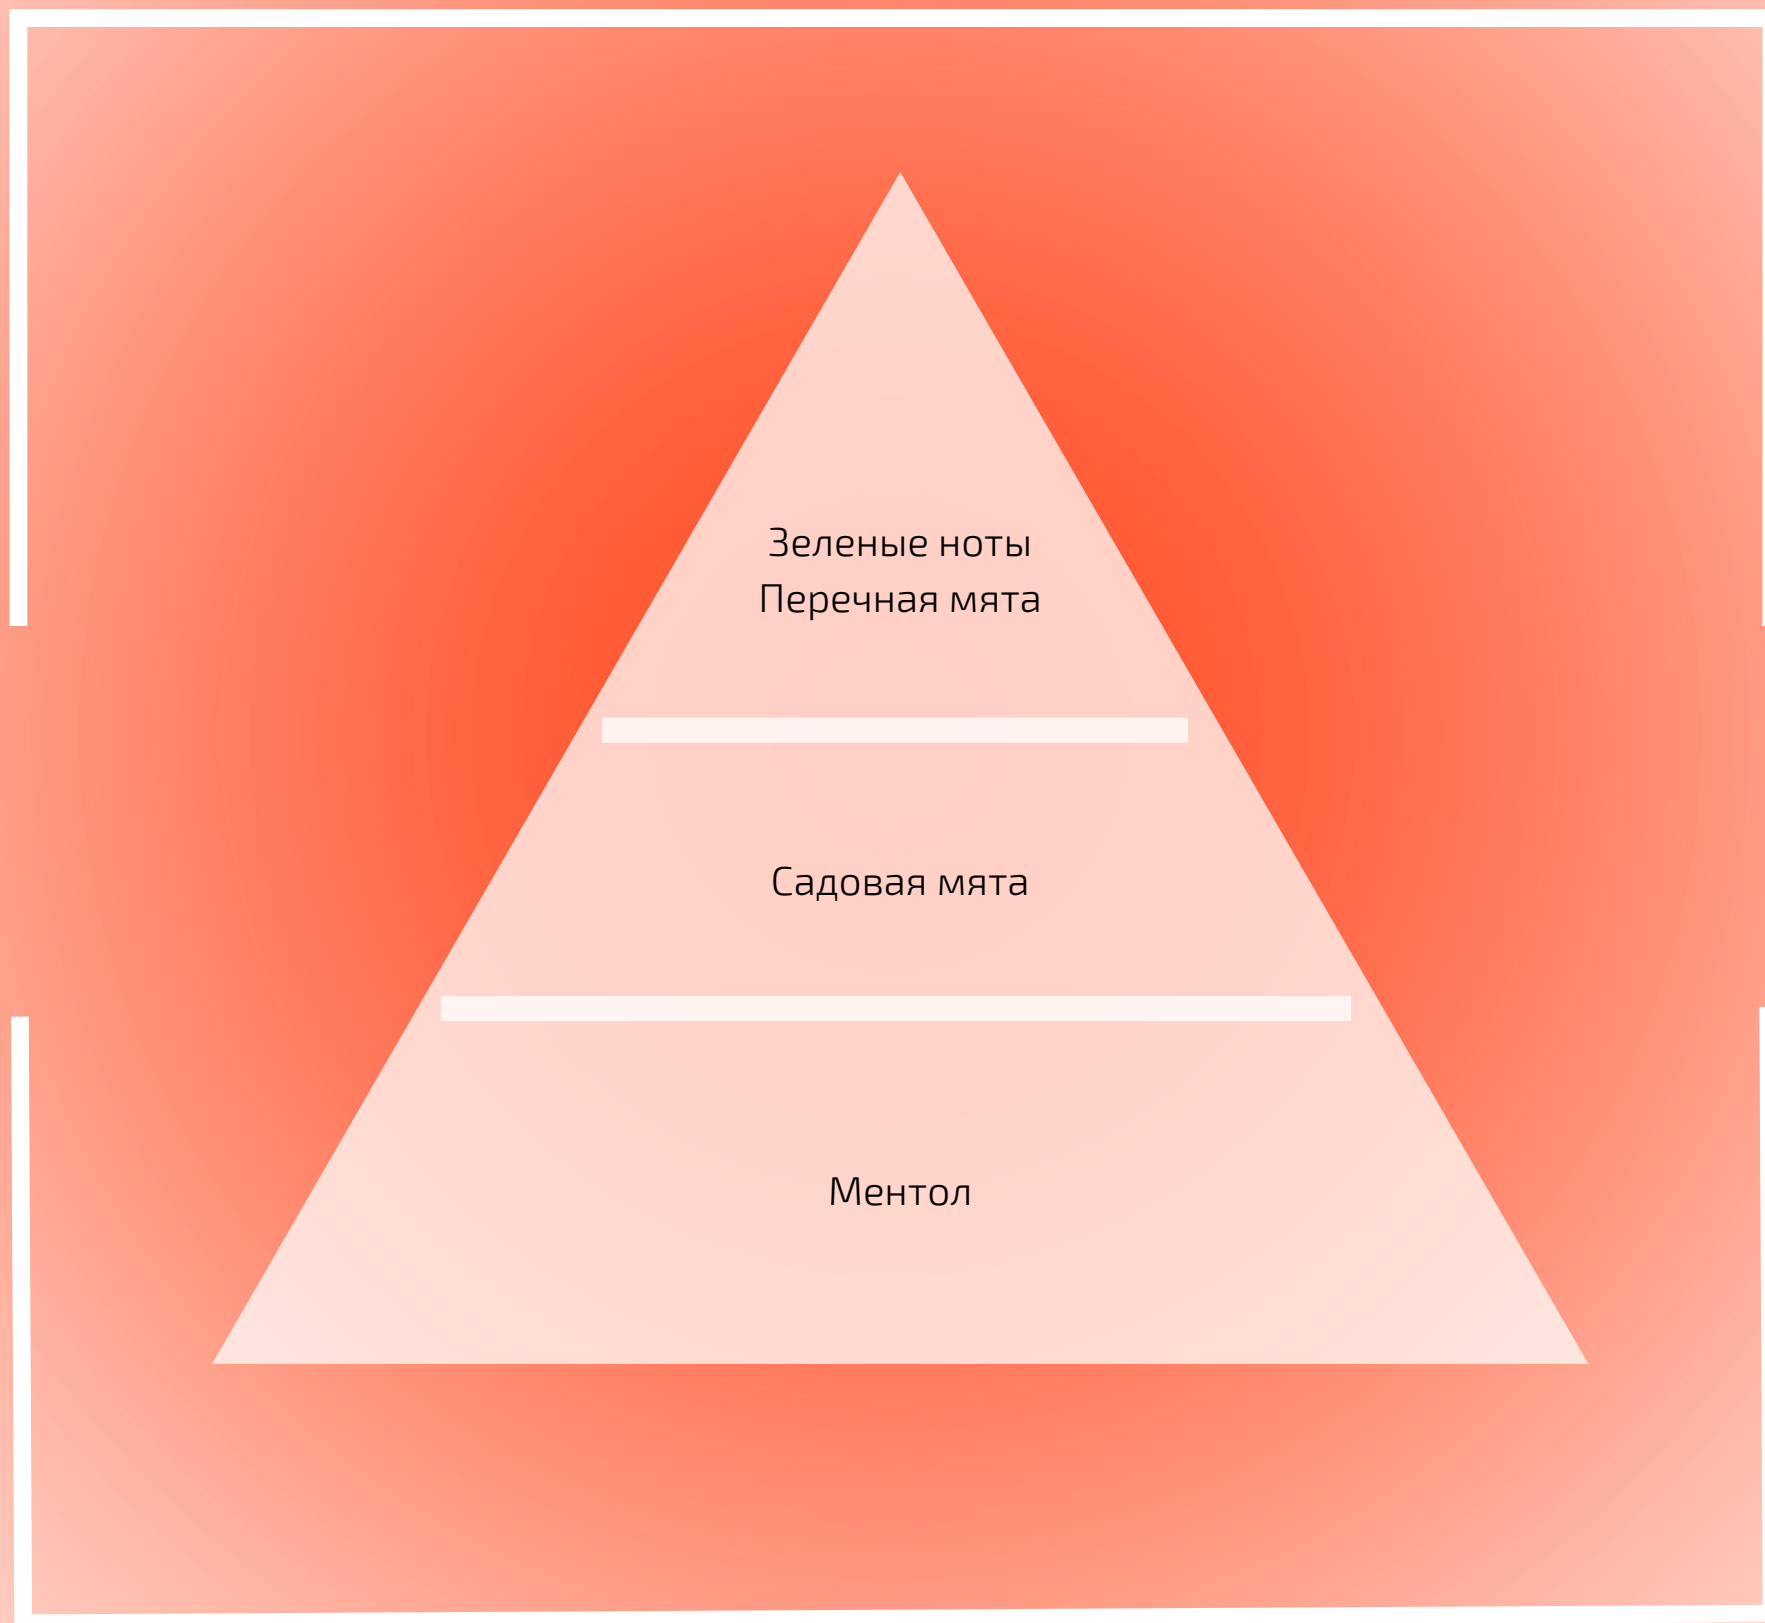 Зеленые ноты
Перечная мята
Садовая мята
Ментол